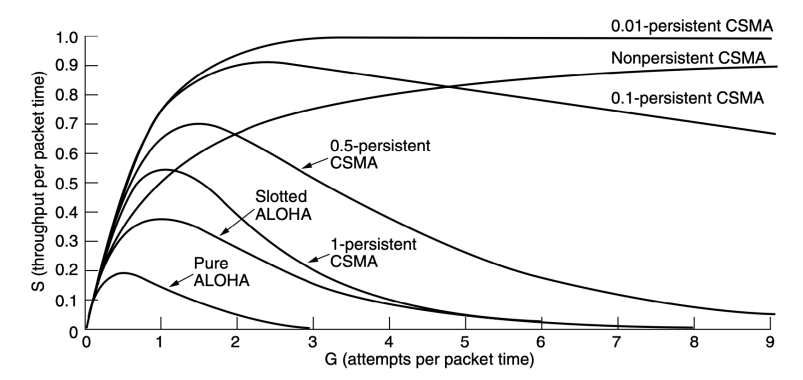 0.01-persistent CSMA
Nonpersistent CSMA
0.1-persistent CSMA
0.5-persistent
CSMA
Slotted
ALOHA
1-persistent
CSMA
Pure
ALOHA
S (throughput per packet time)
1.0
0.9
0.8
0.7
0.6
0.5
0.4
0.3
0.2
0.1
0
0 1 2 3 4 5 6 7 8 9
G (attempts per packet time)